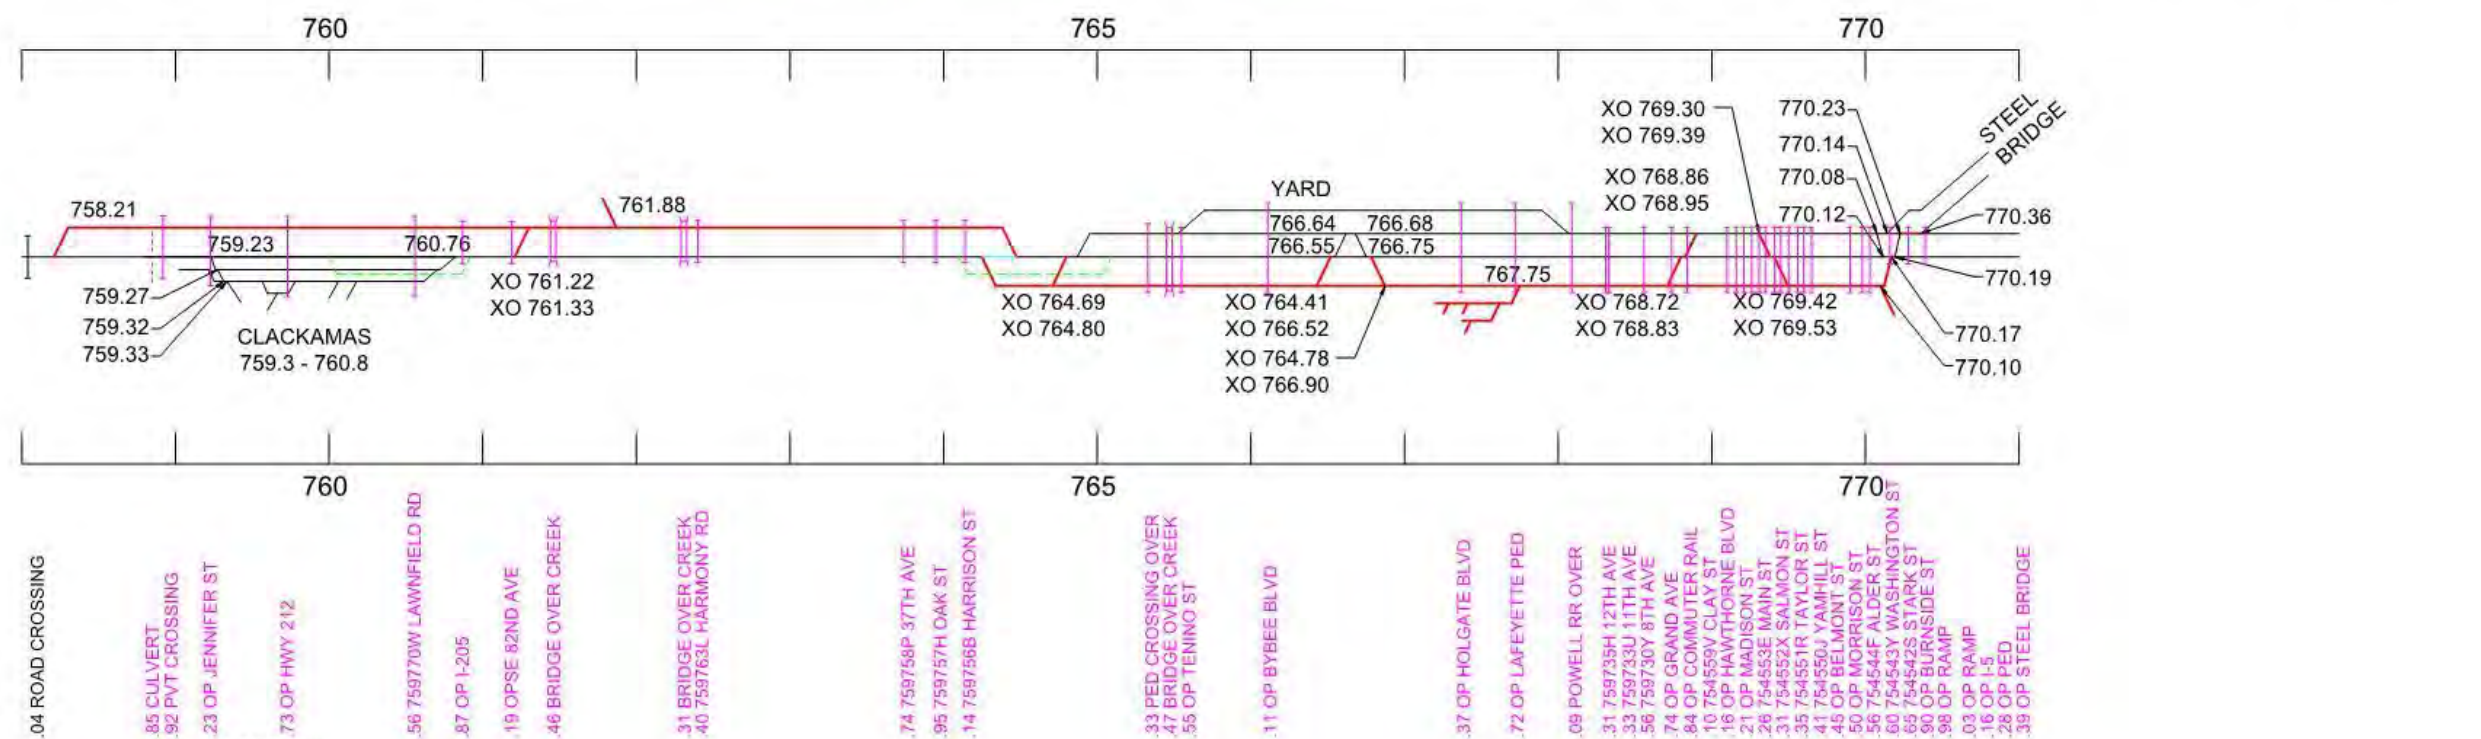 760 765 770
XO 769.30
XO 769.39
770.23
770.14
770.08
770.12
STEEL
BRIDGE
XO 768.86
XO 768.95
YARD
758.21
761.88
766.64 766.68
766.55 766.75
770.36
759.23
760.76
767.75
770.19
XO 761.22
XO 761.33
759.27
759.32
759.33
CLACKAMAS
759.3 - 760.8
XO 764.69
XO 764.80
XO 764.41
XO 766.52
XO 764.78
XO 766.90
XO 768.72
XO 768.83
XO 769.42
XO 769.53
770.17
770.10
760 765 770
.04 ROAD CROSSING
.85 CULVERT
.92 PVT CROSSING
.23 OP JENNIFER ST
.73 OP HWY 212
.56 759770W LAWNFIELD RD
.87 OP I-205
.19 OPSE 82ND AVE
.46 BRIDGE OVER CREEK
.31 BRIDGE OVER CREEK
.40 759763L HARMONY RD
.74 759758P 37TH AVE
.95 759757H OAK ST
.14 759756B HARRISON ST
.33 PED CROSSING OVER
.47 BRIDGE OVER CREEK
.55 OP TENINO ST
.11 OP BYBEE BLVD
.37 OP HOLGATE BLVD
.72 OP LAFEYETTE PED
.09 POWELL RR OVER
.31 759735H 12TH AVE
.33 759733U 11TH AVE
.56 759730Y 8TH AVE
.74 OP GRAND AVE
.84 OP COMMUTER RAIL
.10 754559V CLAY ST
.16 OP HAWTHORNE BLVD
.21 OP MADISON ST
.26 754553E MAIN ST
.31 754552X SALMON ST
.35 754551R TAYLOR ST
.41 754550J YAMHILL ST
.45 OP BELMONT ST
.50 OP MORRISON ST
.56 754544F ALDER ST
.60 754543Y WASHINGTON ST
.65 754542S STARK ST
.90 OP BURNSIDE ST
.98 OP RAMP
.03 OP RAMP
.16 OP I-5
.28 OP PED
.39 OP STEEL BRIDGE